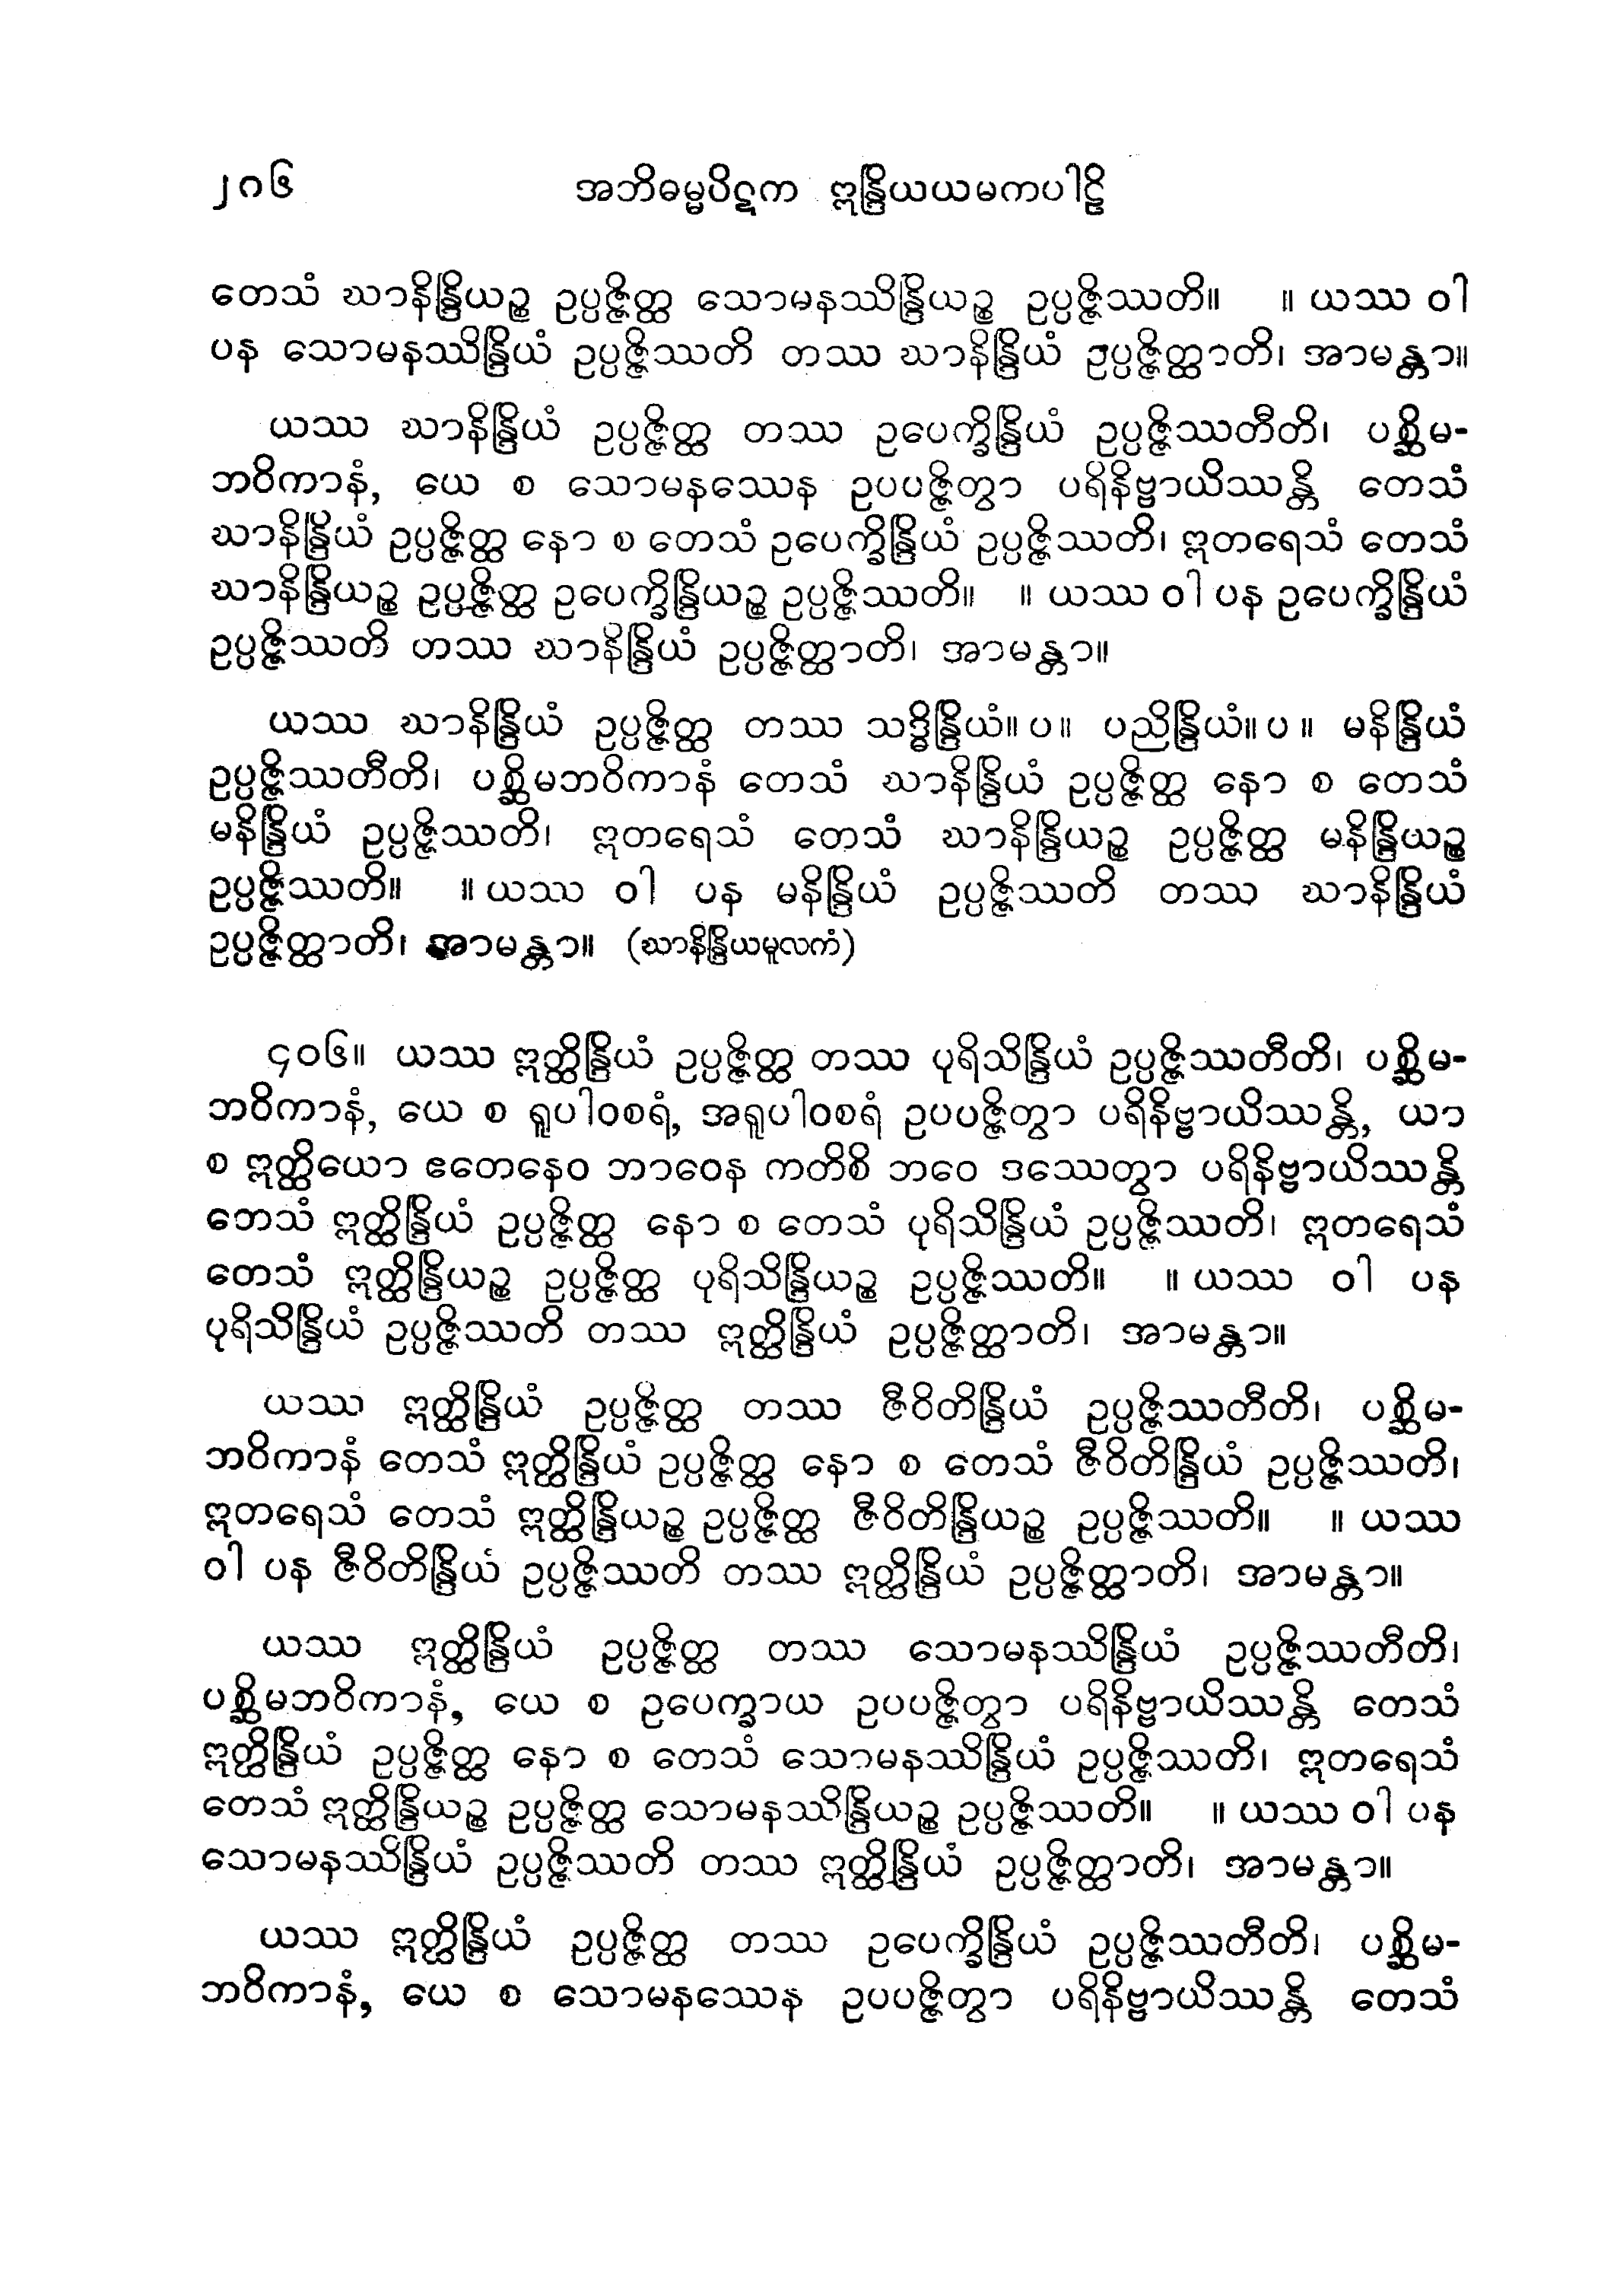 ၂၈၆ အဘိဓမ္မပိဋက ဣန္ဒြိယယမကပါဠိ
တေသံ ဃာနိန္ဒြိယဉ္စ ဥပ္ပဇ္ဇိတ္ထ သောမနဿိန္ဒြိယဉ္စ ဥပ္ပဇ္ဇိဿတိ။ ။ ယဿ ဝါ
ပန သောမနဿိန္ဒြိယံ ဥပ္ပဇ္ဇိဿတိ တဿ ဃာနိန္ဒြိယံ ဥပ္ပဇ္ဇိတ္ထာတိ၊ အာမန္တာ။
ယဿ ဃာနိန္ဒြိယံ ဥပ္ပဇ္ဇိတ္ထ တဿ ဥပေက္ခိန္ဒြိယံ ဥပ္ပဇ္ဇိဿတီတိ၊ ပစ္ဆိမ-
ဘဝိကာနံ, ယေ စ သောမနဿေန ဥပပဇ္ဇိတွာ ပရိနိဗ္ဗာယိဿန္တိ တေသံ
ဃာနိန္ဒြိယံ ဥပ္ပဇ္ဇိတ္ထ နော စ တေသံ ဥပေက္ခိန္ဒြိယံ ဥပ္ပဇ္ဇိဿတိ၊ ဣတရေသံ တေသံ
ဃာနိန္ဒြိယဉ္စ ဥပ္ပဇ္ဇိတ္ထ ဥပေက္ခိန္ဒြိယဉ္စ ဥပ္ပဇ္ဇိဿတိ။ ။ ယဿ ဝါ ပန ဥပေက္ခိန္ဒြိယံ
ဥပ္ပဇ္ဇိဿတိ တဿ ဃာနိန္ဒြိယံ ဥပ္ပဇ္ဇိတ္ထာတိ၊ အာမန္တာ။
ယဿ ဃာနိန္ဒြိယံ ဥပ္ပဇ္ဇိတ္ထ တဿ သဒ္ဓိန္ဒြိယံ။ ပ။ ပညိန္ဒြိယံ။ ပ ။ မနိန္ဒြိယံ
ဥပ္ပဇ္ဇိဿတီတိ၊ ပစ္ဆိမဘဝိကာနံ တေသံ ဃာနိန္ဒြိယံ ဥပ္ပဇ္ဇိတ္ထ နော စ တေသံ
မနိန္ဒြိယံ ဥပ္ပဇ္ဇိဿတိ၊ ဣတရေသံ တေသံ ဃာနိန္ဒြိယဉ္စ ဥပ္ပဇ္ဇိတ္ထ မနိန္ဒြိယဉ္စ
ဥပ္ပဇ္ဇိဿတိ။ ။ ယဿ ဝါ ပန မနိန္ဒြိယံ ဥပ္ပဇ္ဇိဿတိ တဿ ဃာနိန္ဒြိယံ
ဥပ္ပဇ္ဇိတ္ထာတိ၊ အာမန္တာ။ (ဃာနိန္ဒြိယမူလကံ)
၄၀၆။ ယဿ ဣတ္ထိန္ဒြိယံ ဥပ္ပဇ္ဇိတ္ထ တဿ ပုရိသိန္ဒြိယံ ဥပ္ပဇ္ဇိဿတီတိ၊ ပစ္ဆိမ-
ဘဝိကာနံ, ယေ စ ရူပါဝစရံ, အရူပါဝစရံ ဥပပဇ္ဇိတွာ ပရိနိဗ္ဗာယိဿန္တိ, ယာ
စ ဣတ္ထိယော ဧတေနေဝ ဘာဝေန ကတိစိ ဘဝေ ဒဿေတွာ ပရိနိဗ္ဗာယိဿန္တိ
တေသံ ဣတ္ထိန္ဒြိယံ ဥပ္ပဇ္ဇိတ္ထ နော စ တေသံ ပုရိသိန္ဒြိယံ ဥပ္ပဇ္ဇိဿတိ၊ ဣတရေသံ
တေသံ ဣတ္ထိန္ဒြိယဉ္စ ဥပ္ပဇ္ဇိတ္ထ ပုရိသိန္ဒြိယဉ္စ ဥပ္ပဇ္ဇိဿတိ။ ။ ယဿ ဝါ ပန
ပုရိသိန္ဒြိယံ ဥပ္ပဇ္ဇိဿတိ တဿ ဣတ္ထိန္ဒြိယံ ဥပ္ပဇ္ဇိတ္ထာတိ၊ အာမန္တာ။
ယဿ ဣတ္ထိန္ဒြိယံ ဥပ္ပဇ္ဇိတ္ထ တဿ ဇီဝိတိန္ဒြိယံ ဥပ္ပဇ္ဇိဿတီတိ၊ ပစ္ဆိမ-
ဘဝိကာနံ တေသံ ဣတ္ထိန္ဒြိယံ ဥပ္ပဇ္ဇိတ္ထ နော စ တေသံ ဇီဝိတိန္ဒြိယံ ဥပ္ပဇ္ဇိဿတိ၊
ဣတရေသံ တေသံ ဣတ္ထိန္ဒြိယဉ္စ ဥပ္ပဇ္ဇိတ္ထ ဇီဝိတိန္ဒြိယဉ္စ ဥပ္ပဇ္ဇိဿတိ။ ။ ယဿ
ဝါ ပန ဇီဝိတိန္ဒြိယံ ဥပ္ပဇ္ဇိဿတိ တဿ ဣတ္ထိန္ဒြိယံ ဥပ္ပဇ္ဇိတ္ထာတိ၊ အာမန္တာ။
ယဿ ဣတ္ထိန္ဒြိယံ ဥပ္ပဇ္ဇိတ္ထ တဿ သောမနဿိန္ဒြိယံ ဥပ္ပဇ္ဇိဿတီတိ၊
ပစ္ဆိမဘဝိကာနံ, ယေ စ ဥပေက္ခာယ ဥပပဇ္ဇိတွာ ပရိနိဗ္ဗာယိဿန္တိ တေသံ
ဣတ္ထိန္ဒြိယံ ဥပ္ပဇ္ဇိတ္ထ နော စ တေသံ သောမနဿိန္ဒြိယံ ဥပ္ပဇ္ဇိဿတိ၊ ဣတရေသံ
တေသံ ဣတ္ထိန္ဒြိယဉ္စ ဥပ္ပဇ္ဇိတ္ထ သောမနဿိန္ဒြိယဉ္စ ဥပ္ပဇ္ဇိဿတိ။ ။ ယဿ ဝါ ပန
သောမနဿိန္ဒြိယံ ဥပ္ပဇ္ဇိဿတိ တဿ ဣတ္ထိန္ဒြိယံ ဥပ္ပဇ္ဇိတ္ထာတိ၊ အာမန္တာ။
ယဿ ဣတ္ထိန္ဒြိယံ ဥပ္ပဇ္ဇိတ္ထ တဿ ဥပေက္ခိန္ဒြိယံ ဥပ္ပဇ္ဇိဿတီတိ၊ ပစ္ဆိမ-
ဘဝိကာနံ, ယေ စ သောမနဿေန ဥပပဇ္ဇိတွာ ပရိနိဗ္ဗာယိဿန္တိ တေသံ